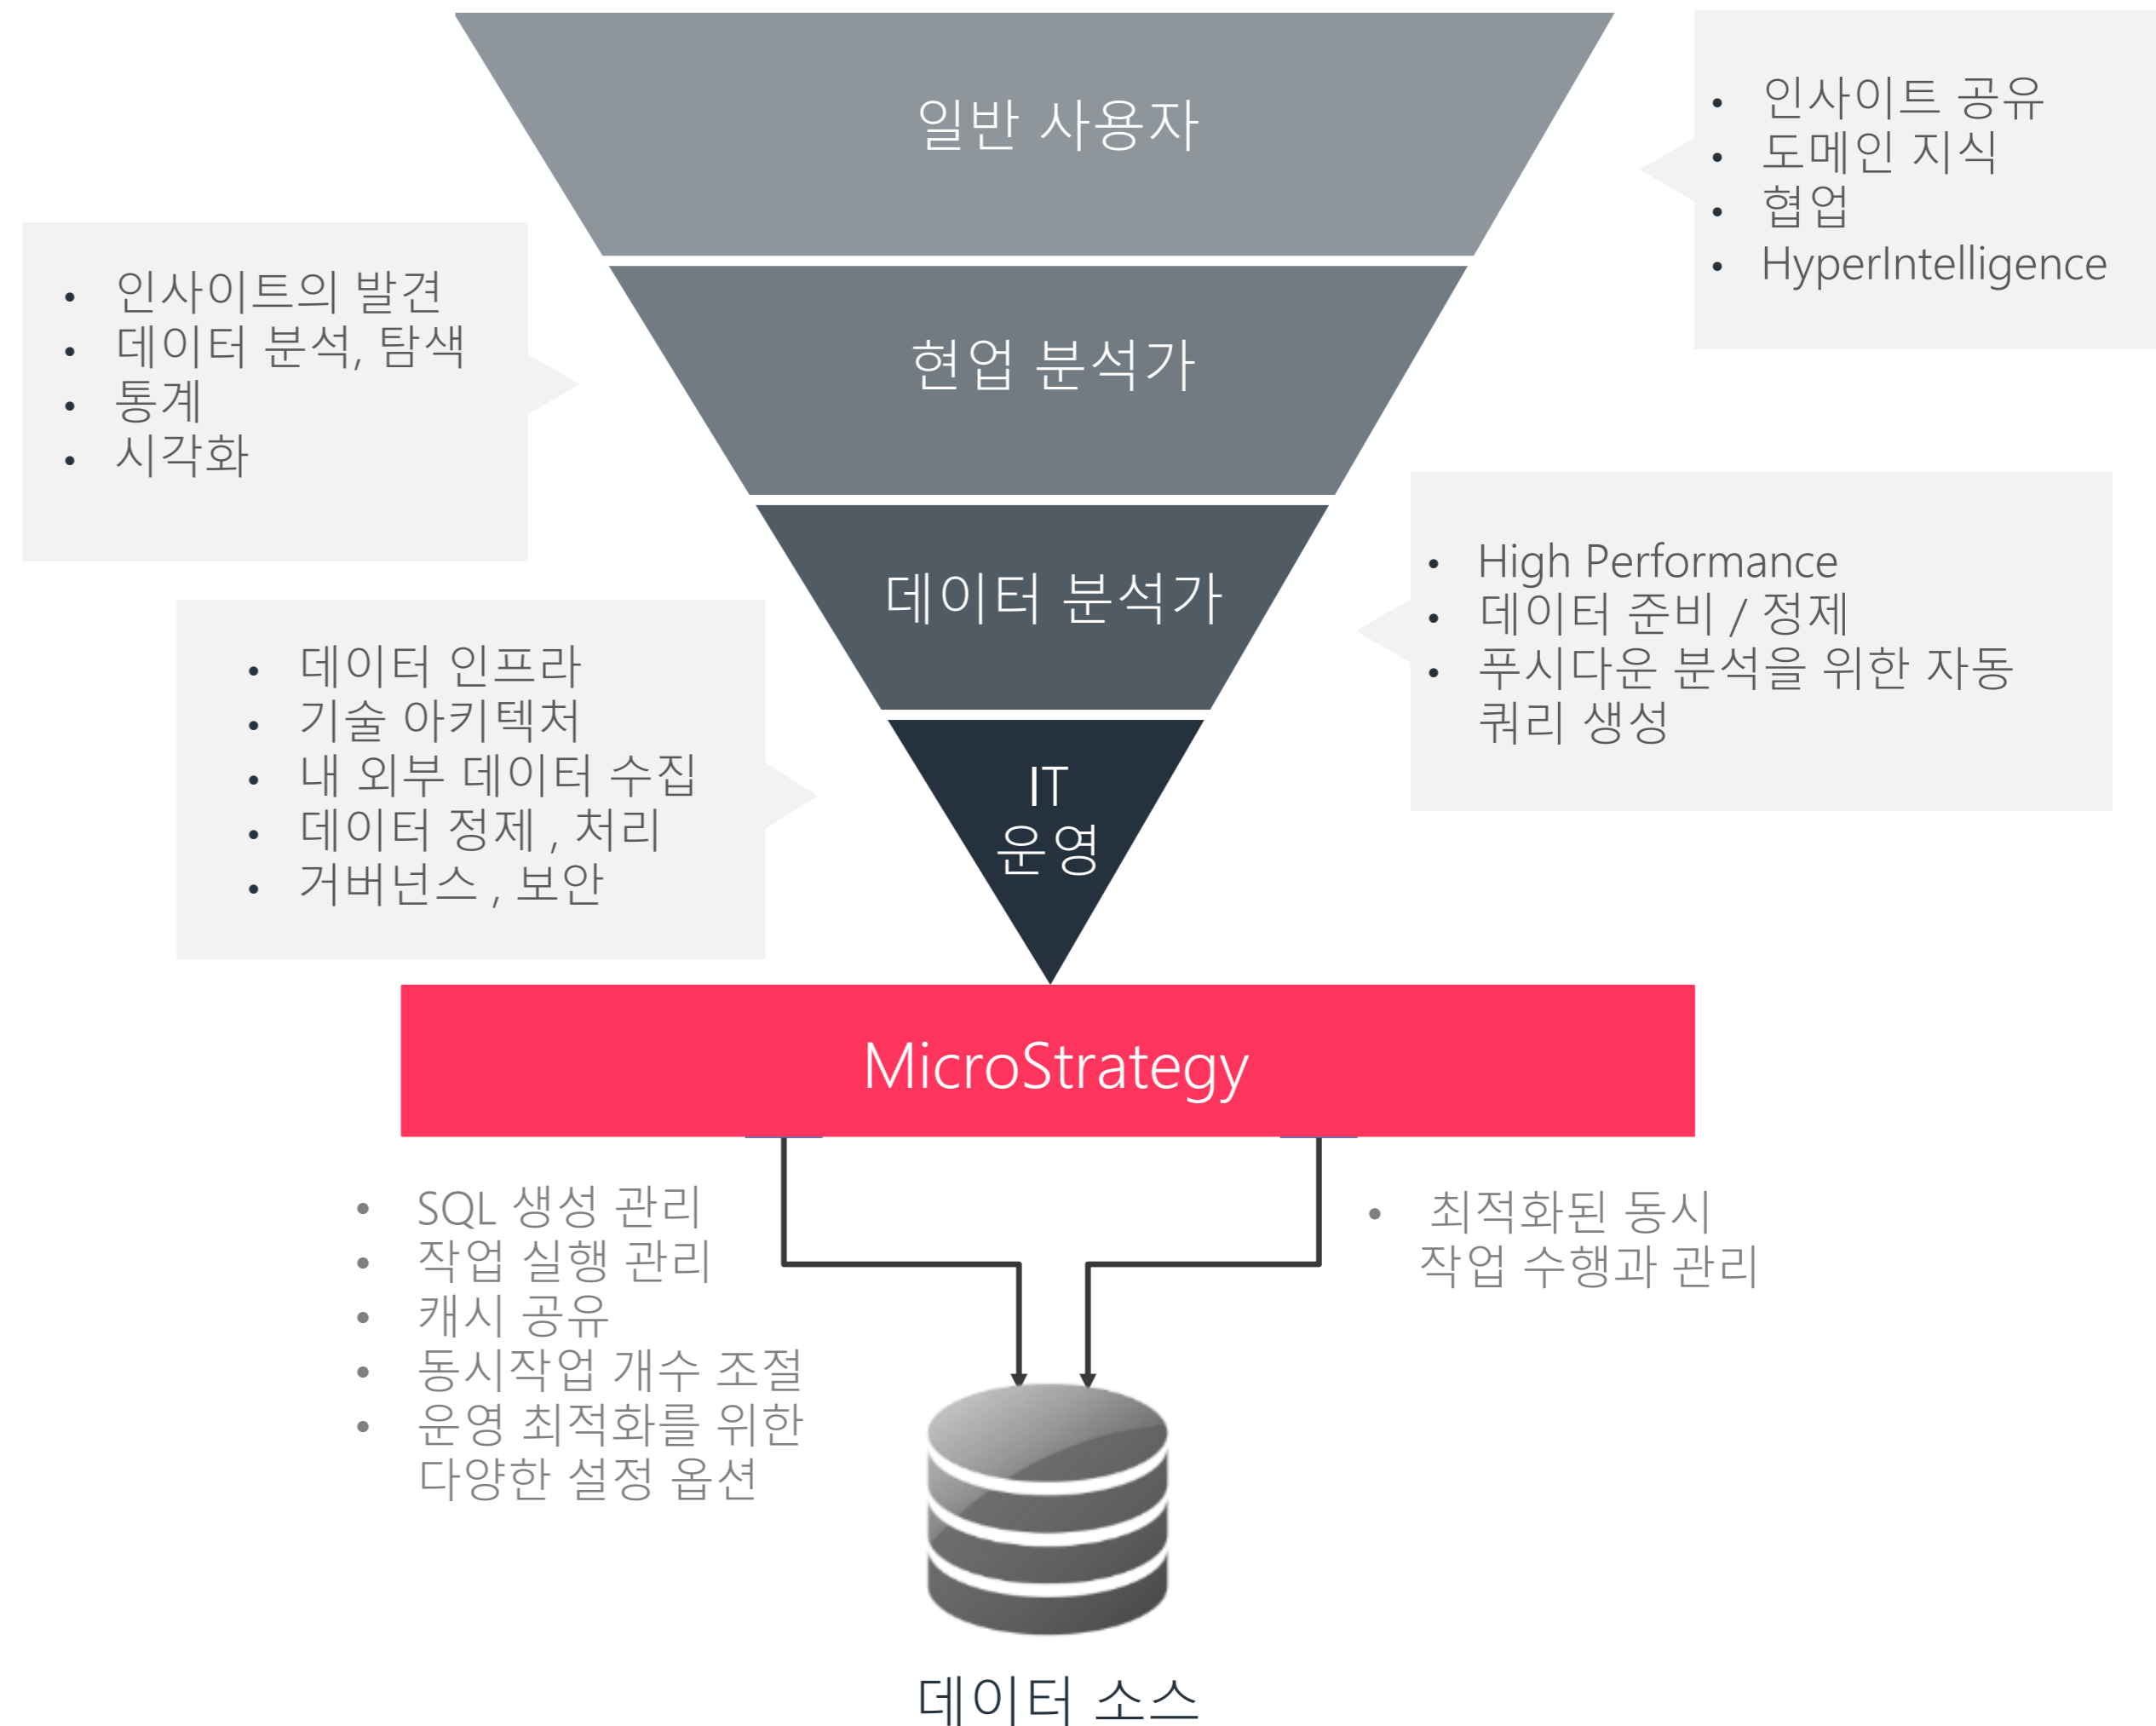 일반 사용자
• 인사이트 공유
• 도메인 지식
• 협업
• HyperIntelligence
• 인사이트의 발견
• 데이터 분석, 탐색
• 통계
• 시각화
현업 분석가
데이터 분석가
• High Performance
• 데이터 준비 / 정제
• 푸시다운 분석을 위한 자동
쿼리 생성
• 데이터 인프라
• 기술 아키텍처
• 내 외부 데이터 수집
• 데이터 정제 , 처리
• 거버넌스 , 보안
IT
운영
MicroStrategy
• SQL 생성 관리
• 작업 실행 관리
• 캐시 공유
• 동시작업 개수 조절
• 운영 최적화를 위한
다양한 설정 옵션
• 최적화된 동시
작업 수행과 관리
데이터 소스